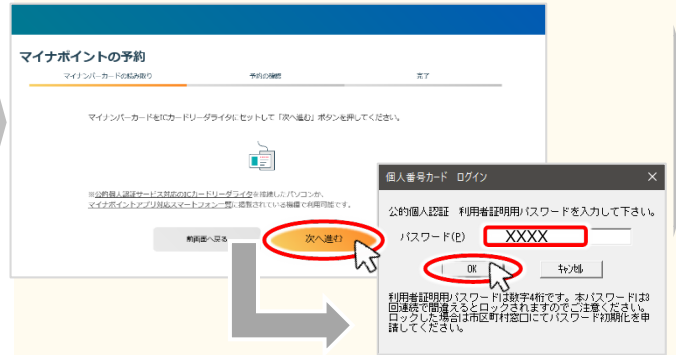 マイナポイントの予約
マイナンバーカードの読み取り 予約の確認 完了
マイナンバーカードをICカードリーダライタにセットして「次へ進む」ボタンを押してください。
※公的個人認証サービス対応のICカードリーダライタを接続したパソコンか、
マイナポイントアプリ対応スマートフォン一覧に掲載されている機種で利用可能です。
前画面へ戻る
次へ進む
個人番号カード ログイン ×
公的個人認証 利用者証明用パスワードを入力して下さい。
パスワード(P) XXXX
OK キャンセル
利用者証明用パスワードは数字4桁です。本パスワードは3
回連続で間違えるとロックされますのでご注意ください。
ロックした場合は市区町村窓口にてパスワード初期化を申
請してください。